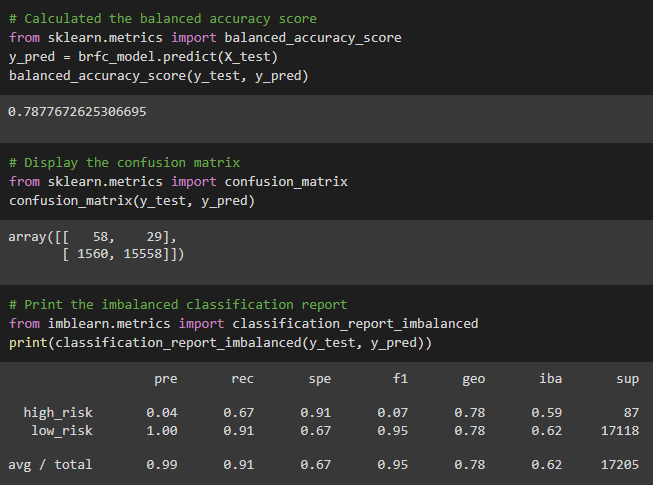 # Calculated the balanced accuracy score
from sklearn.metrics import balanced_accuracy_score
y_pred = brfc_model.predict(X_test)
balanced_accuracy_score(y_test, y_pred)
0.7877672625306695
# Display the confusion matrix
from sklearn.metrics import confusion_matrix
confusion_matrix(y_test, y_pred)
array([[   58,    29],
       [ 1560, 15558]])
# Print the imbalanced classification report
from imblearn.metrics import classification_report_imbalanced
print(classification_report_imbalanced(y_test, y_pred))
pre rec spe f1 geo iba sup
high_risk 0.04 0.67 0.91 0.07 0.78 0.59 87
low_risk 1.00 0.91 0.67 0.95 0.78 0.62 17118
avg / total 0.99 0.91 0.67 0.95 0.78 0.62 17205